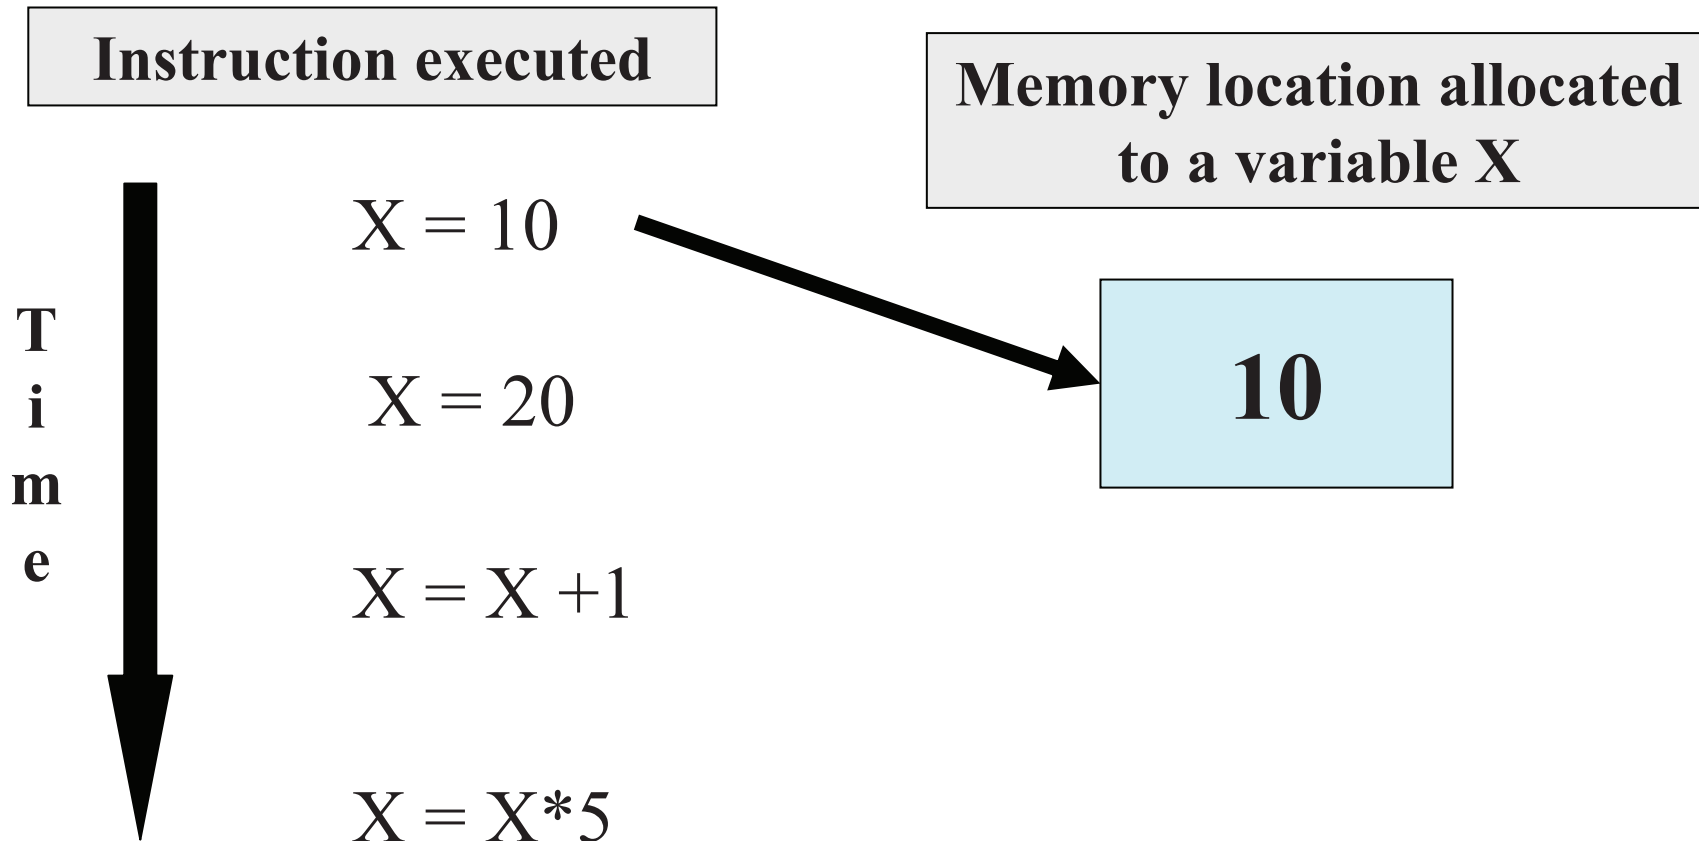 Instruction executed
Memory location allocated
to a variable X
T
i
m
e
X = 10
X = 20
X = X +1
X = X*5
10